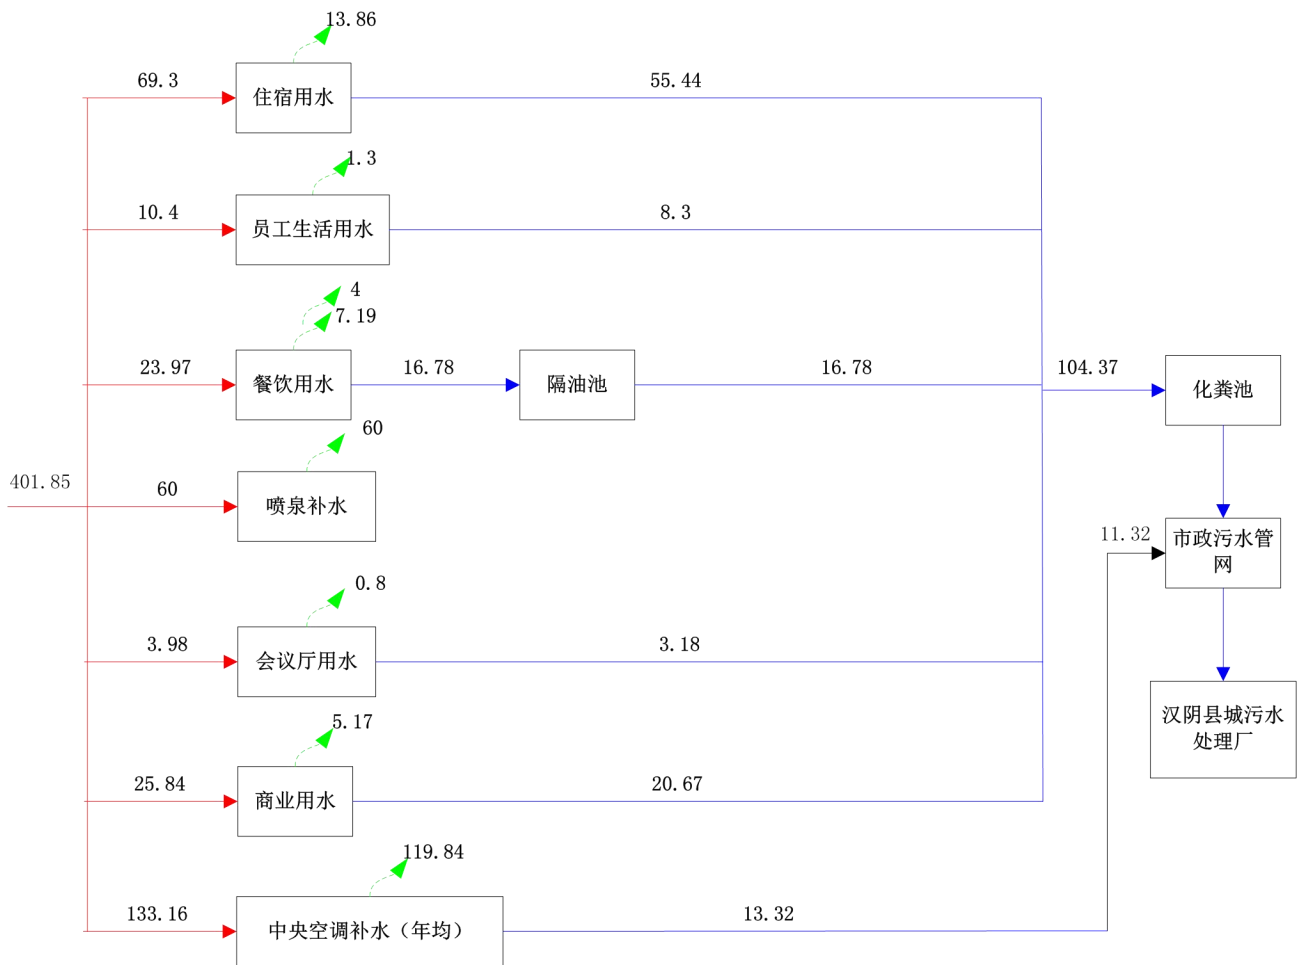 13.86
69.3
住宿用水
55.44
1.3
10.4
员工生活用水
8.3
4
7.19
23.97
餐饮用水
16.78
隔油池
16.78
104.37
化粪池
60
401.85
60
喷泉补水
11.32
市政污水管
网
0.8
3.98
会议厅用水
3.18
汉阴县城污水
处理厂
5.17
25.84
商业用水
20.67
119.84
133.16
中央空调补水（年均）
13.32